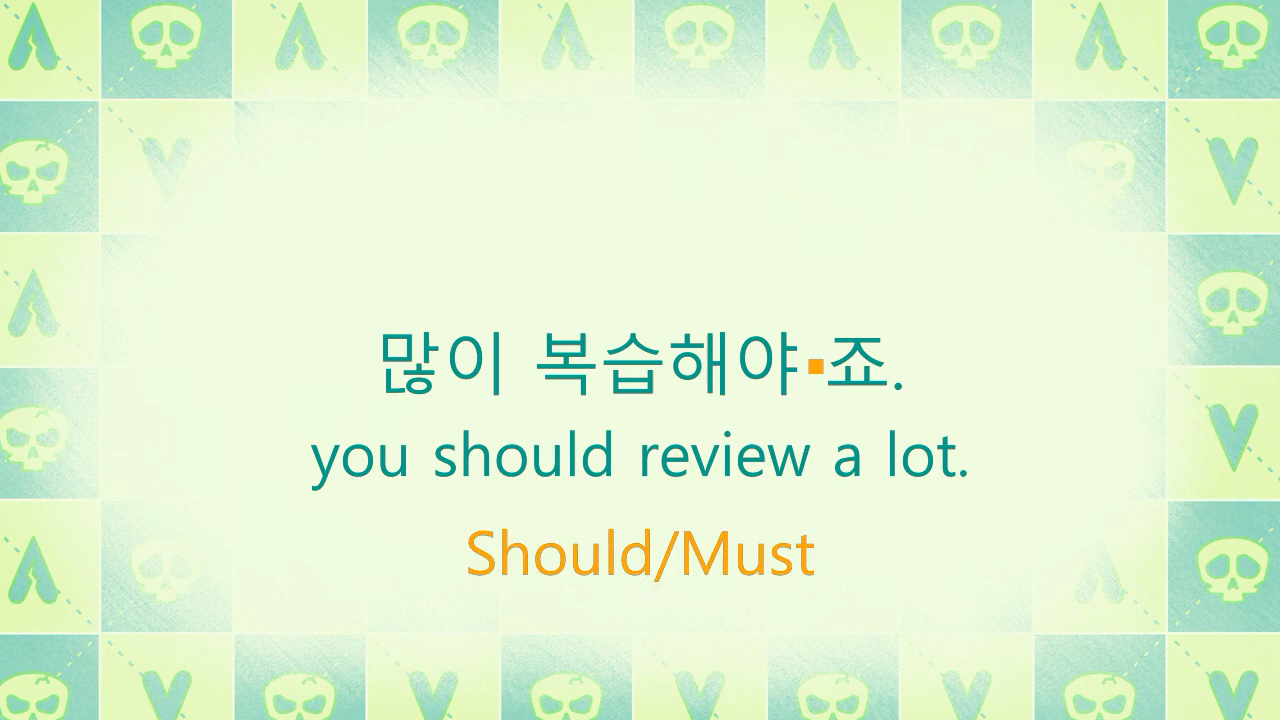 많이 복습해야▪죠.
you should review a lot.
Should/Must